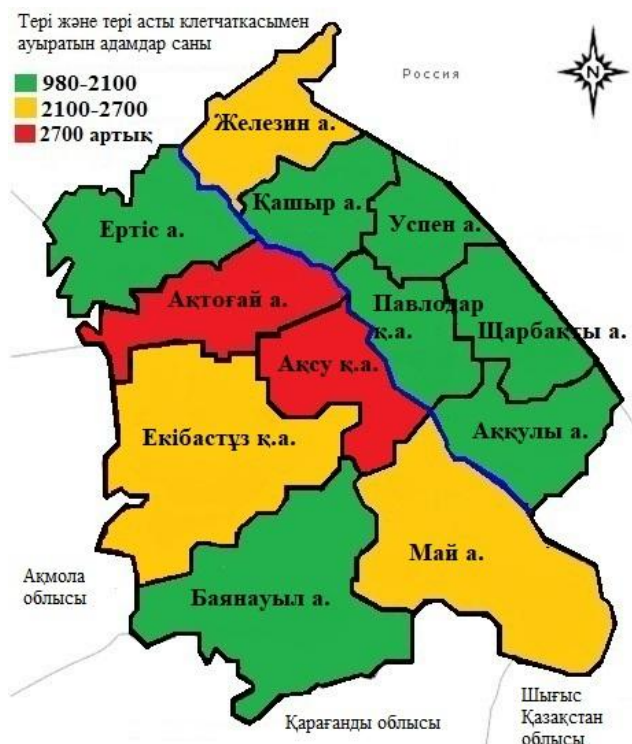 Тері және тері асты клетчаткасымен
ауыратын адамдар саны
980-2100
2100-2700
2700 артық
Россия
N
Железин а.
Қашыр а.
Успен а.
Ертіс а.
Ақтоғай а.
Павлодар
қ.а.
Щарбақты а.
Ақсу қ.а.
Екібастұз қ.а.
Аққулы а.
Май а.
Ақмола
облысы
Баянауыл а.
Қарағанды облысы
Шығыс
Қазақстан
облысы